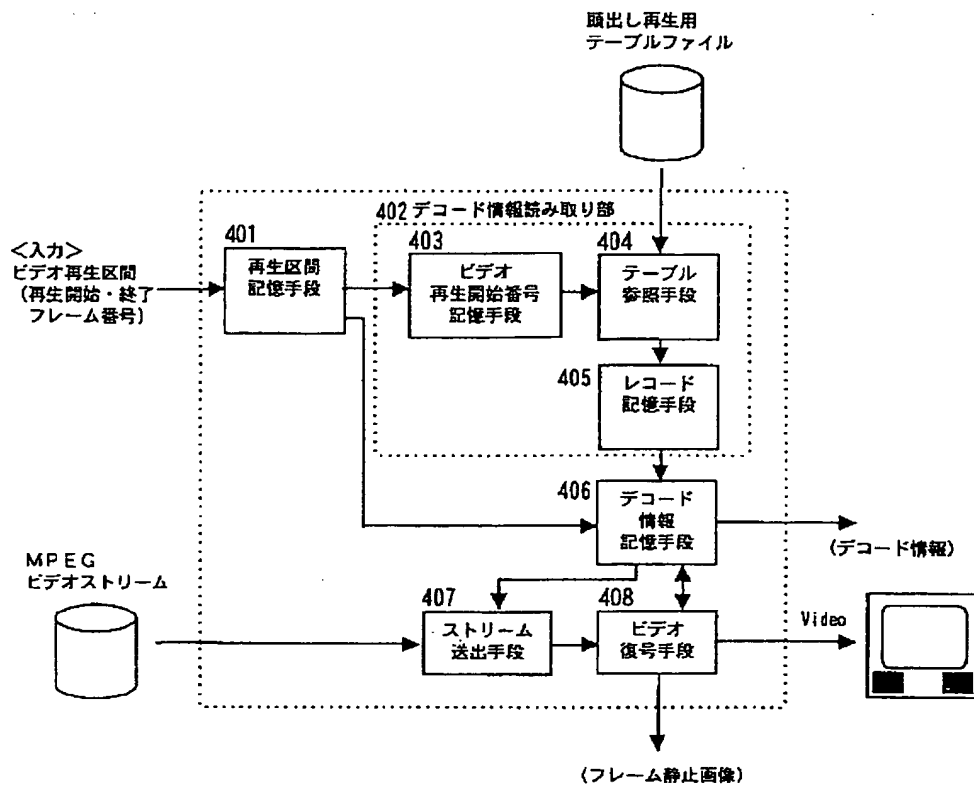 頭出し再生用
テーブルファイル
402 デコード情報読み取り部
<入力>
ビデオ再生区間
(再生開始・終了
フレーム番号)
401
再生区間
記憶手段
403
ビデオ
再生開始番号
記憶手段
404
テーブル
参照手段
405
レコード
記憶手段
406
デコード
情報
記憶手段
(デコード情報)
MPEG
ビデオストリーム
407
ストリーム
送出手段
408
ビデオ
復号手段
Video
(フレーム静止画像)